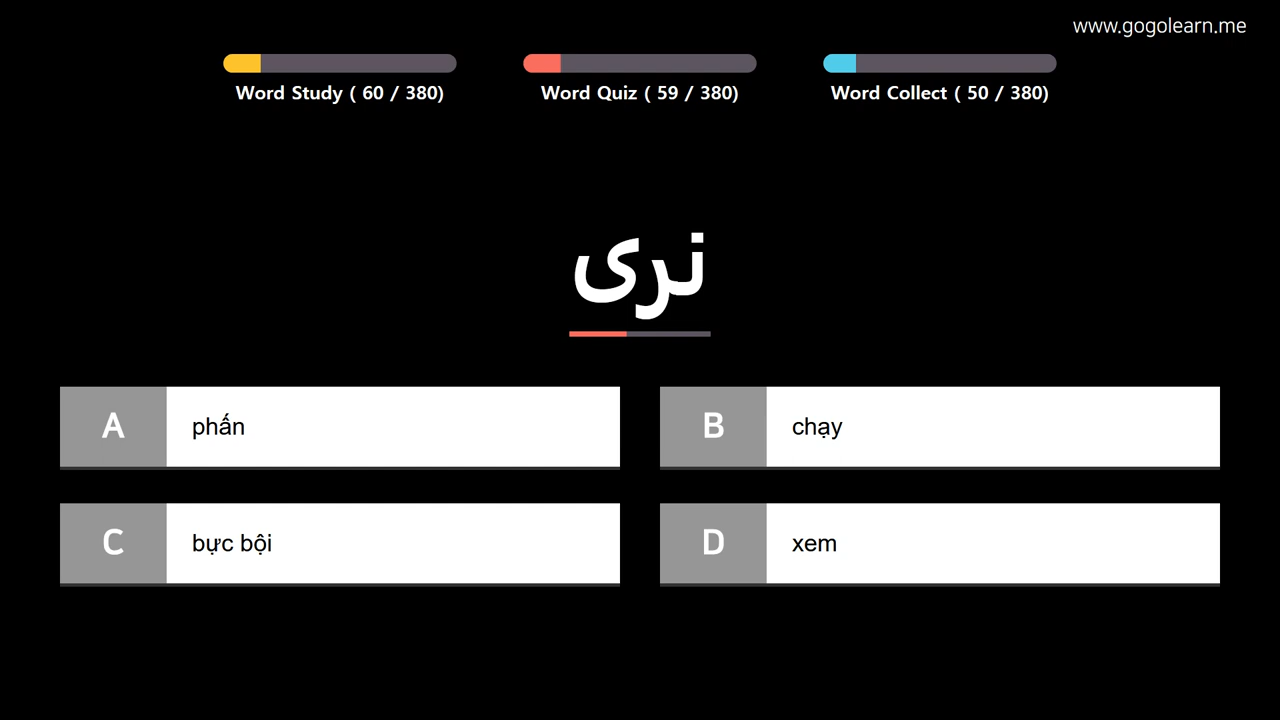 www.gogolearn.me
Word Study ( 60 / 380)
Word Quiz ( 59 / 380)
Word Collect ( 50 / 380)
نری
A phấn
B chạy
C bực bội
D xem